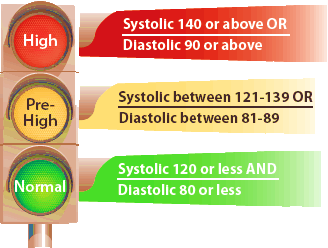 High
Systolic 140 or above OR
Diastolic 90 or above
Pre-
High
Systolic between 121-139 OR
Diastolic between 81-89
Normal
Systolic 120 or less AND
Diastolic 80 or less